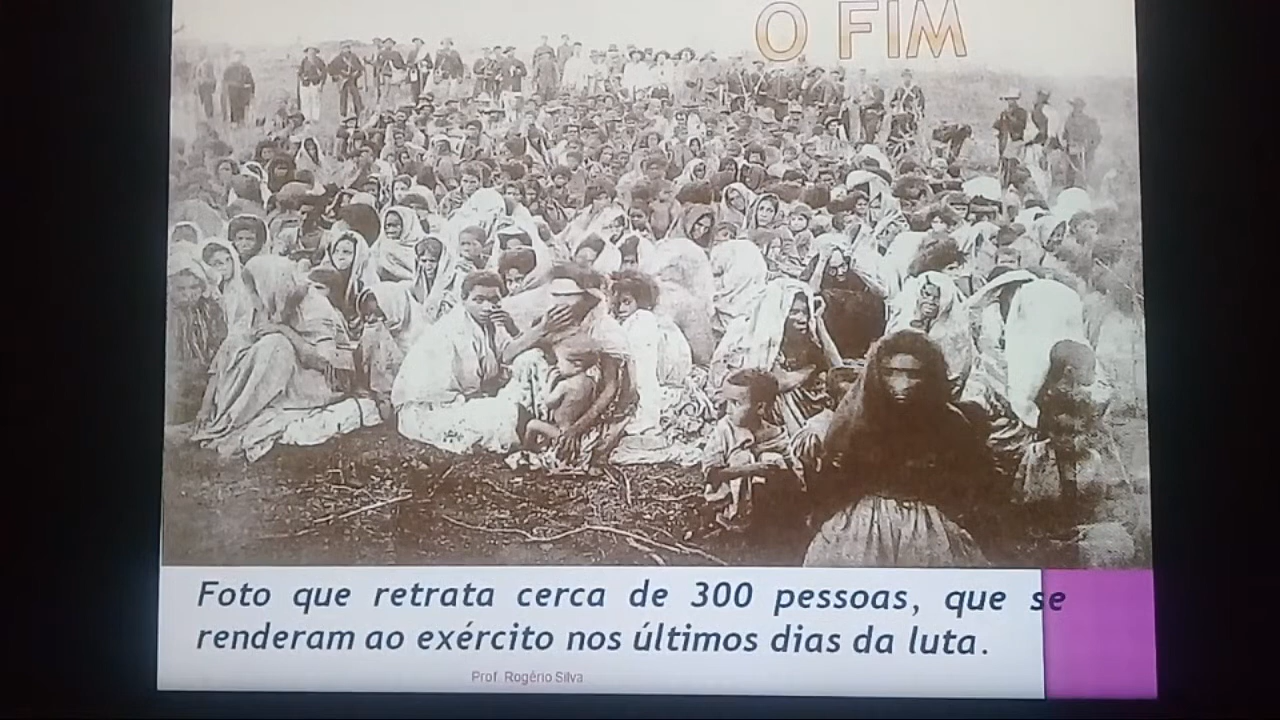 O FIM
Foto que retrata cerca de 300 pessoas, que se
renderam ao exército nos últimos dias da luta.
Prof. Rogério Silva